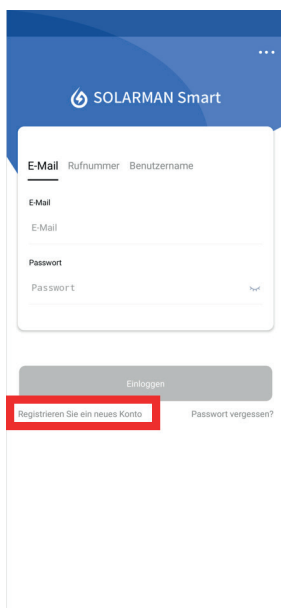 SOLARMAN Smart
E-Mail Rufnummer Benutzername
E-Mail
E-Mail
Passwort
Passwort
Einloggen
Registrieren Sie ein neues Konto Passwort vergessen?